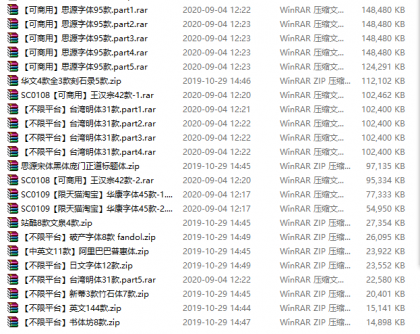 【可商用】思源字体95款.part1.rar 2020-09-04 12:22 WinRAR 压缩文... 148,480 KB
【可商用】思源字体95款.part2.rar 2020-09-04 12:22 WinRAR 压缩文... 148,480 KB
【可商用】思源字体95款.part3.rar 2020-09-04 12:22 WinRAR 压缩文... 148,480 KB
【可商用】思源字体95款.part4.rar 2020-09-04 12:22 WinRAR 压缩文... 148,480 KB
【可商用】思源字体95款.part5.rar 2020-09-04 12:22 WinRAR 压缩文... 124,291 KB
华文4款全3款刻石录5款.zip 2019-10-29 14:46 WinRAR ZIP 压缩... 112,102 KB
SC0108【可商用】王汉宗42款-1.rar 2020-09-04 12:20 WinRAR 压缩文... 102,462 KB
【不限平台】台湾明体31款.part1.rar 2020-09-04 12:21 WinRAR 压缩文... 102,400 KB
【不限平台】台湾明体31款.part2.rar 2020-09-04 12:21 WinRAR 压缩文... 102,400 KB
【不限平台】台湾明体31款.part3.rar 2020-09-04 12:21 WinRAR 压缩文... 102,400 KB
【不限平台】台湾明体31款.part4.rar 2020-09-04 12:21 WinRAR 压缩文... 102,400 KB
思源宋体黑体庞门正道标题体.zip 2019-10-29 14:45 WinRAR ZIP 压缩... 97,135 KB
SC0108【可商用】王汉宗42款-2.rar 2020-09-04 12:20 WinRAR 压缩文... 95,334 KB
SC0109【限天猫淘宝】华康字体45款-1.... 2020-09-04 12:17 WinRAR 压缩文... 77,333 KB
SC0109【限天猫淘宝】华康字体45款-2.... 2020-09-04 12:17 WinRAR 压缩文... 54,950 KB
站酷8款文泉4款.zip 2019-10-29 14:45 WinRAR ZIP 压缩... 27,354 KB
【不限平台】破产字体8款 fandol.zip 2019-10-29 14:49 WinRAR ZIP 压缩... 26,095 KB
【中英文11款】阿里巴巴普惠体.zip 2019-10-29 14:45 WinRAR ZIP 压缩... 23,922 KB
【不限平台】日文字体12款.zip 2019-10-29 14:49 WinRAR ZIP 压缩... 23,552 KB
【不限平台】台湾明体31款.part5.rar 2020-09-04 12:21 WinRAR 压缩文... 22,580 KB
【不限平台】新蒂3款竹石体7款.zip 2019-10-29 14:45 WinRAR ZIP 压缩... 20,401 KB
【不限平台】英文144款.zip 2019-10-29 14:44 WinRAR ZIP 压缩... 15,141 KB
【不限平台】书体坊8款.zip 2019-10-29 14:47 WinRAR ZIP 压缩... 14,898 KB